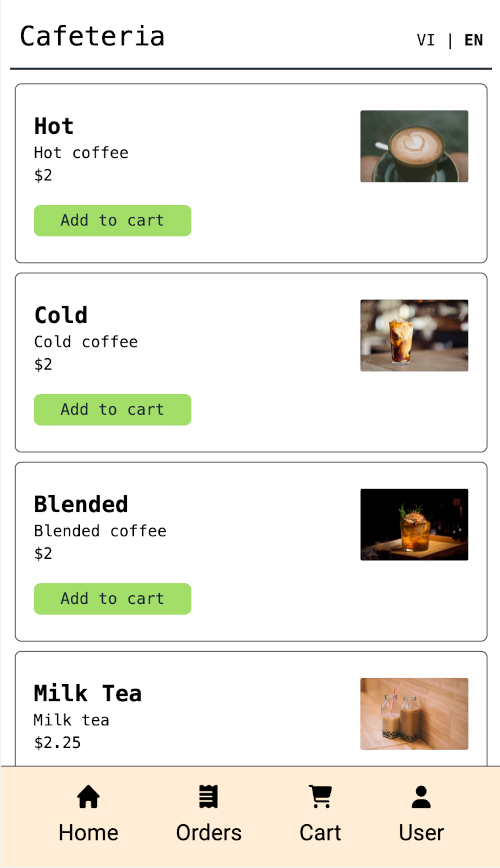 Cafeteria
VI | EN
Hot
Hot coffee
$2
Add to cart
Cold
Cold coffee
$2
Add to cart
Blended
Blended coffee
$2
Add to cart
Milk Tea
Milk tea
$2.25
Home Orders Cart User